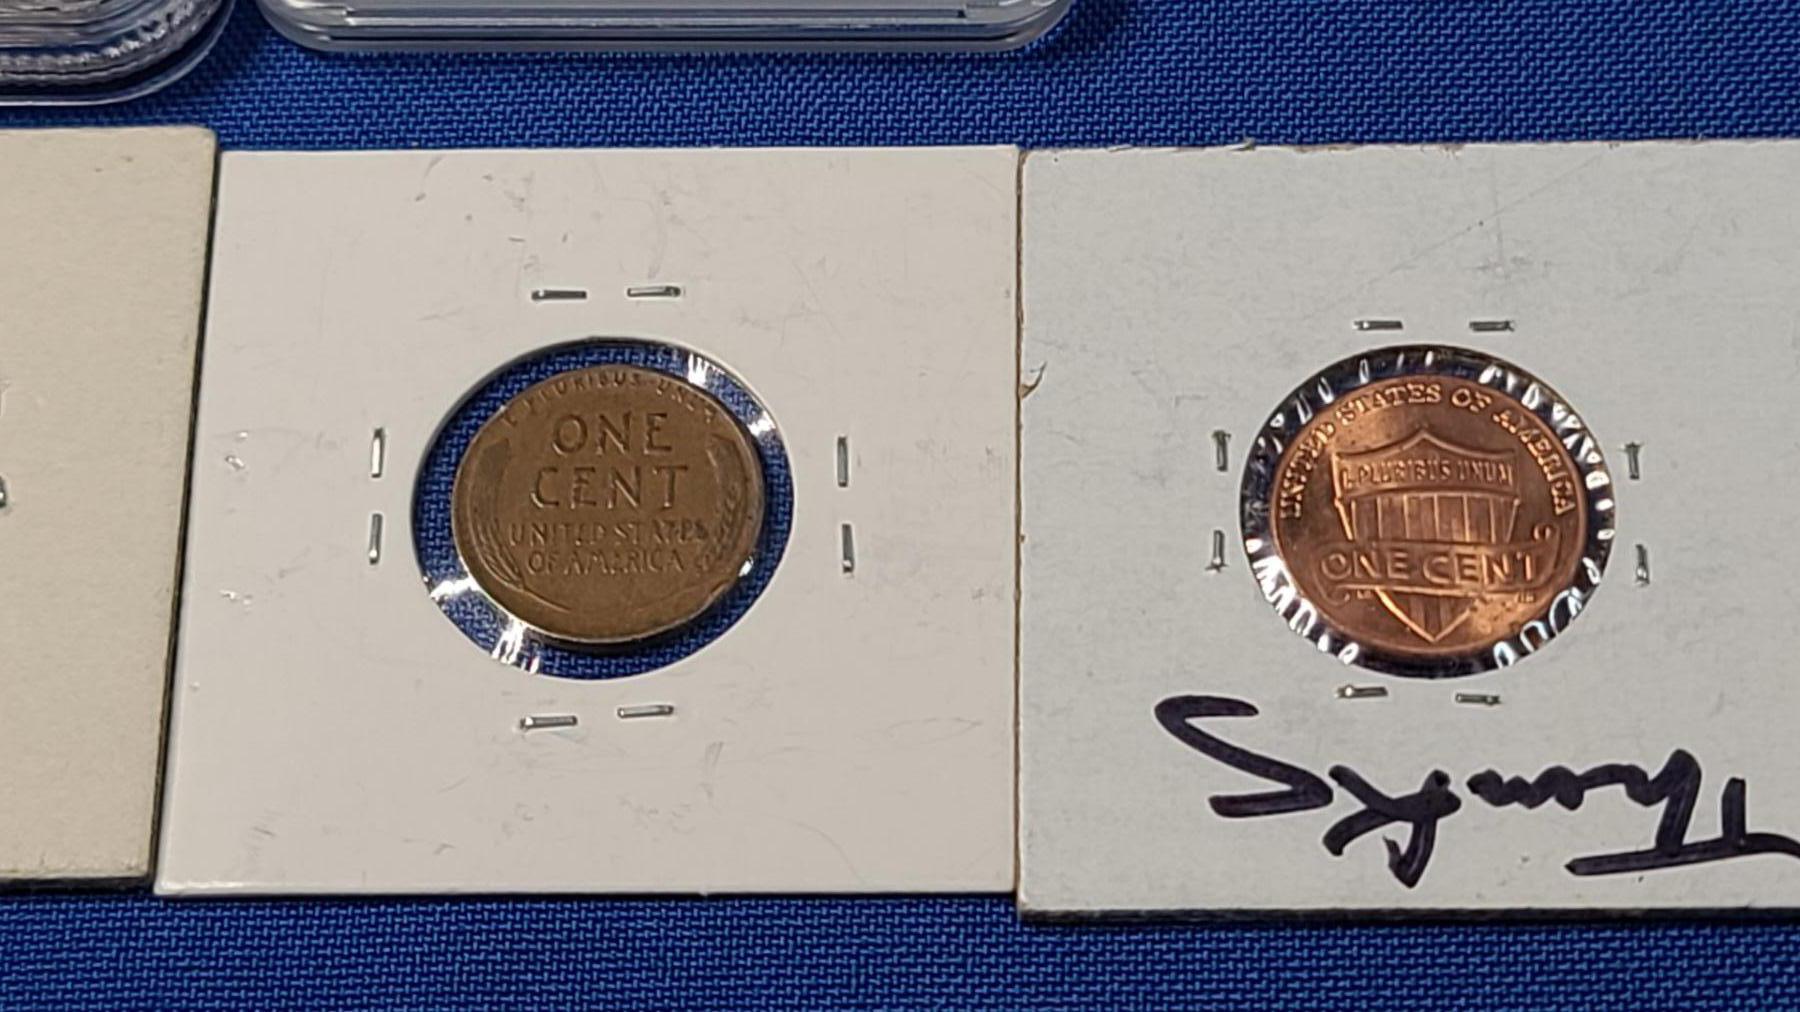 E PLURIBUS UNUM
ONE
CENT
UNITED STATES
OF AMERICA
UNITED STATES OF AMERICA
E PLURIBUS UNUM
ONE CENT
Thanks